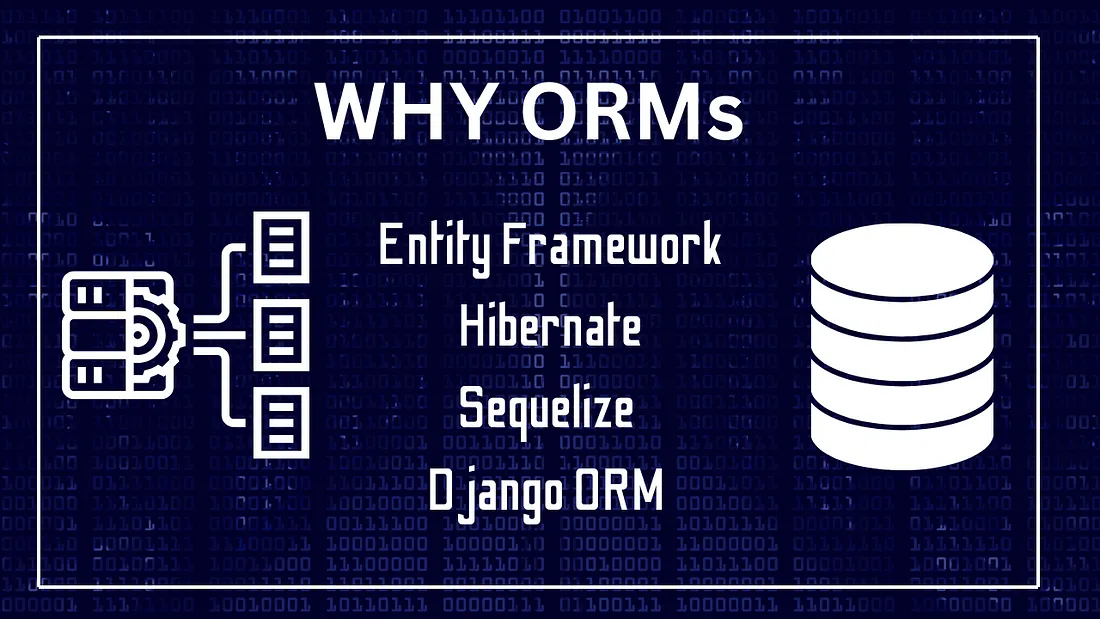 WHY ORMs
Entity Framework
Hibernate
Sequelize
Django ORM